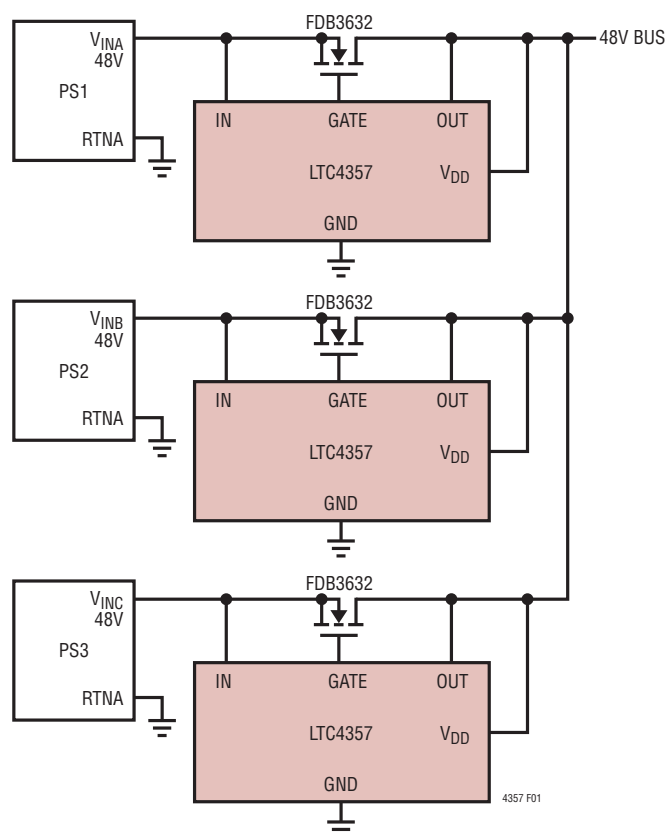 FDB3632
V_INA
48V
48V BUS
PS1
RTNA
IN GATE OUT
LTC4357 V_DD
GND
FDB3632
V_INB
48V
PS2
RTNA
IN GATE OUT
LTC4357 V_DD
GND
FDB3632
V_INC
48V
PS3
RTNA
IN GATE OUT
LTC4357 V_DD
GND
4357 F01